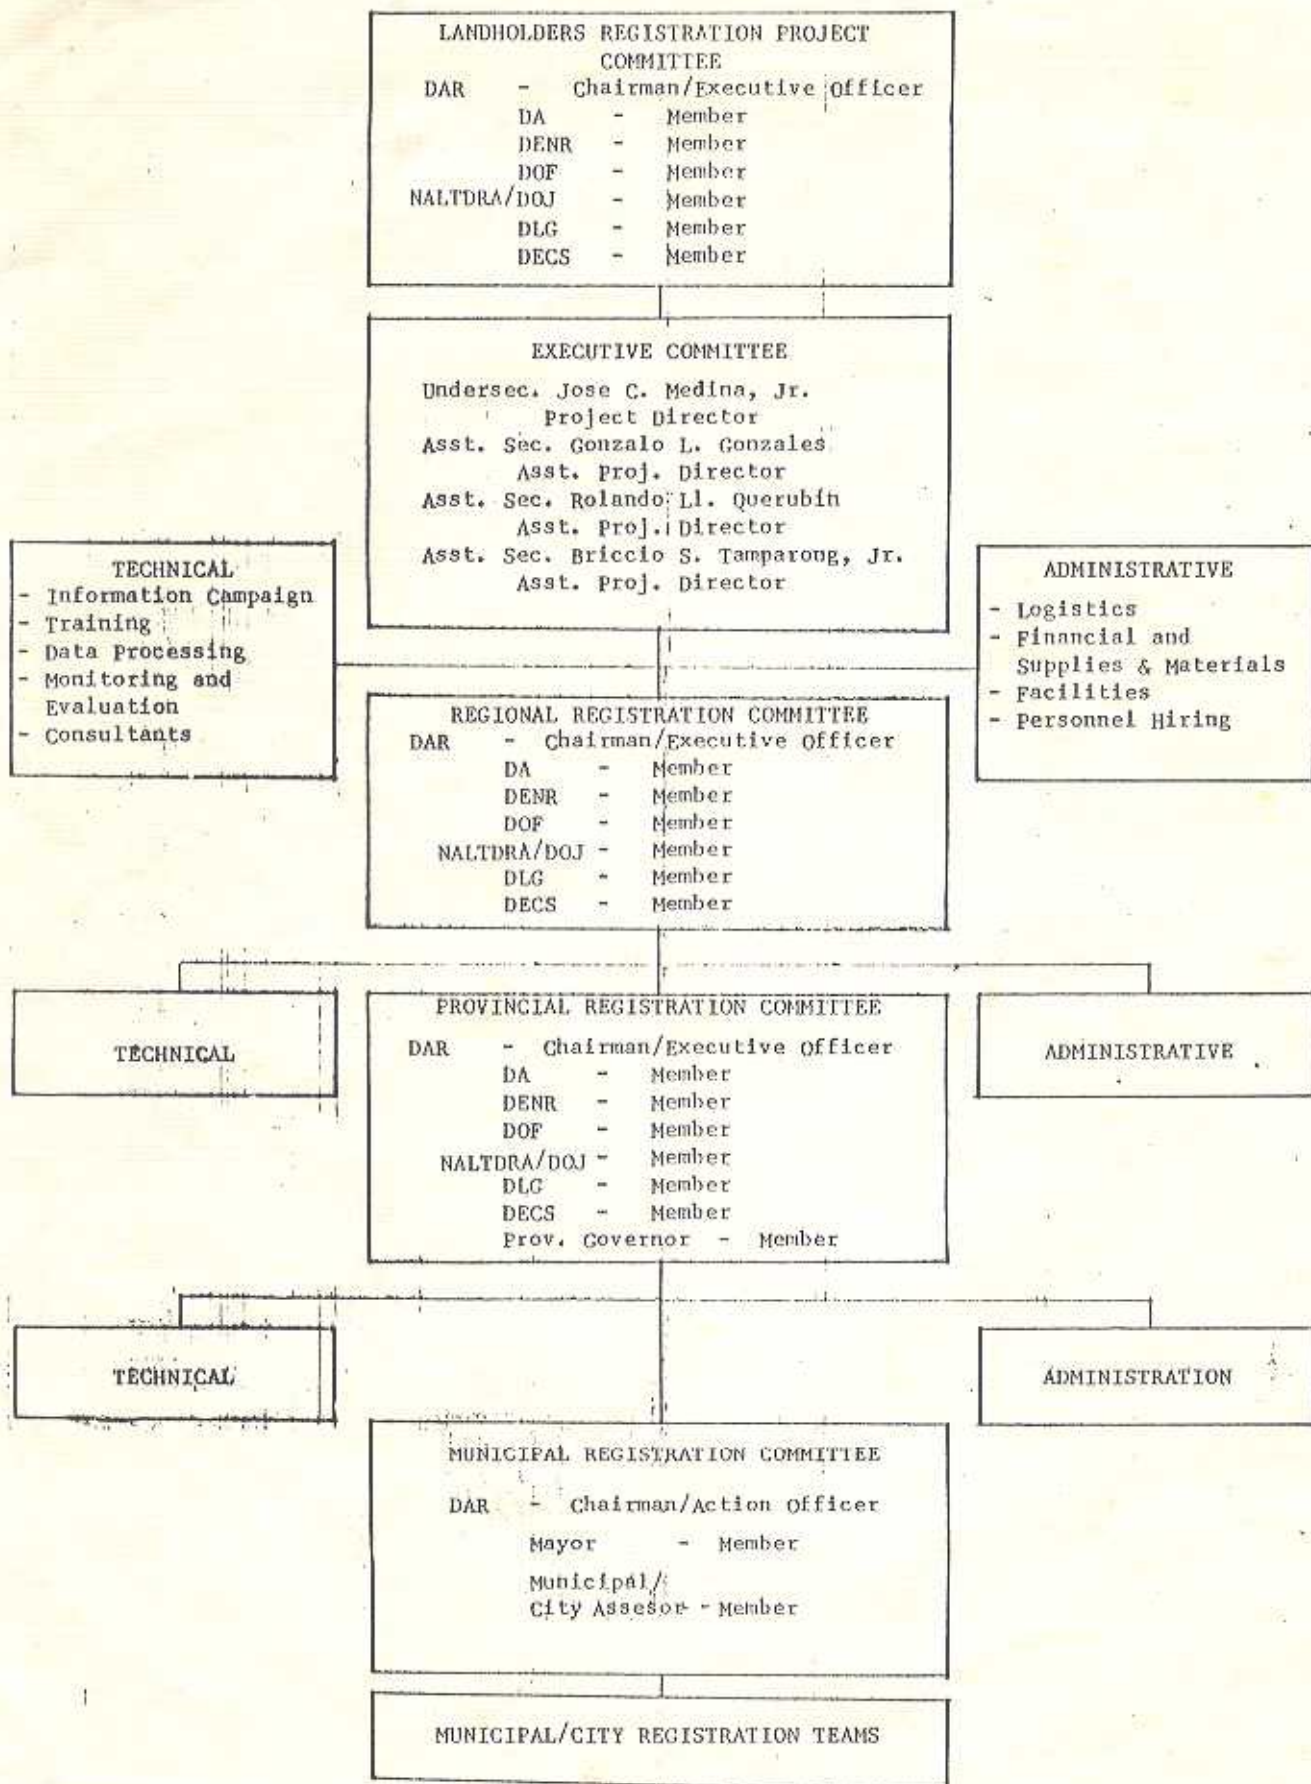 LANDHOLDERS REGISTRATION PROJECT
COMMITTEE
DAR - Chairman/Executive Officer
DA - Member
DENR - Member
DOF - Member
NALTDRA/DOJ - Member
DLG - Member
DECS - Member
EXECUTIVE COMMITTEE
Undersec. Jose C. Medina, Jr.
Project Director
Asst. Sec. Gonzalo L. Gonzales
Asst. Proj. Director
Asst. Sec. Rolando Ll. Querubin
Asst. Proj. Director
Asst. Sec. Briccio S. Tamparong, Jr.
Asst. Proj. Director
TECHNICAL
- Information Campaign
- Training
- Data Processing
- Monitoring and
Evaluation
- Consultants
ADMINISTRATIVE
- Logistics
- Financial and
Supplies & Materials
- Facilities
- Personnel Hiring
REGIONAL REGISTRATION COMMITTEE
DAR - Chairman/Executive Officer
DA - Member
DENR - Member
DOF - Member
NALTDRA/DOJ - Member
DLG - Member
DECS - Member
TECHNICAL
PROVINCIAL REGISTRATION COMMITTEE
DAR - Chairman/Executive Officer
DA - Member
DENR - Member
DOF - Member
NALTDRA/DOJ - Member
DLG - Member
DECS - Member
Prov. Governor - Member
ADMINISTRATIVE
TECHNICAL
ADMINISTRATION
MUNICIPAL REGISTRATION COMMITTEE
DAR - Chairman/Action Officer
Mayor - Member
Municipal/
City Assesor - Member
MUNICIPAL/CITY REGISTRATION TEAMS